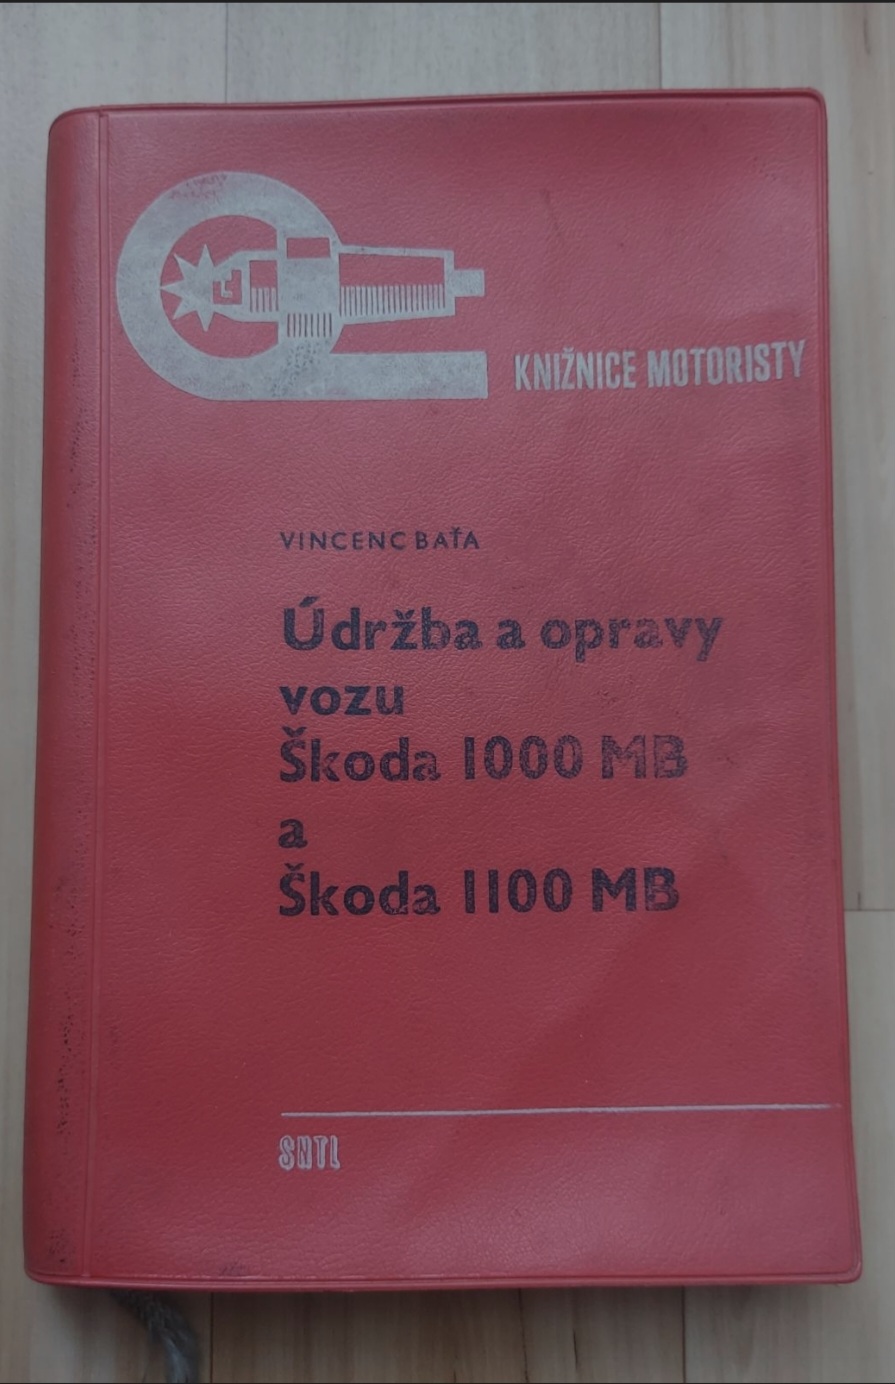 KNIŽNICE MOTORISTY
VINCENC BAŤA
Údržba a opravy
vozu
Škoda 1000 MB
a
Škoda 1100 MB
SNTL